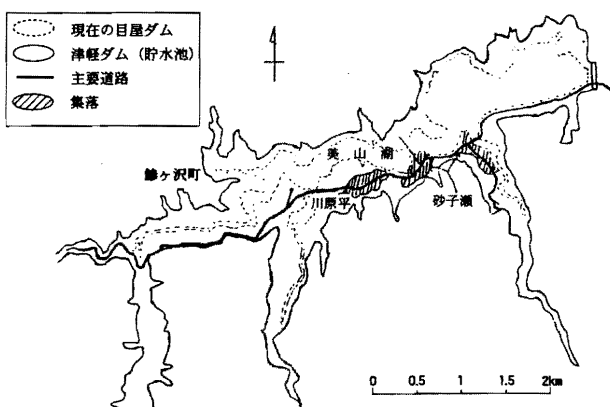 現在の目屋ダム
津軽ダム（貯水池）
主要道路
集落
美山湖
鰺ヶ沢町
川原平
砂子瀬
0 0.5 1 1.5 2km